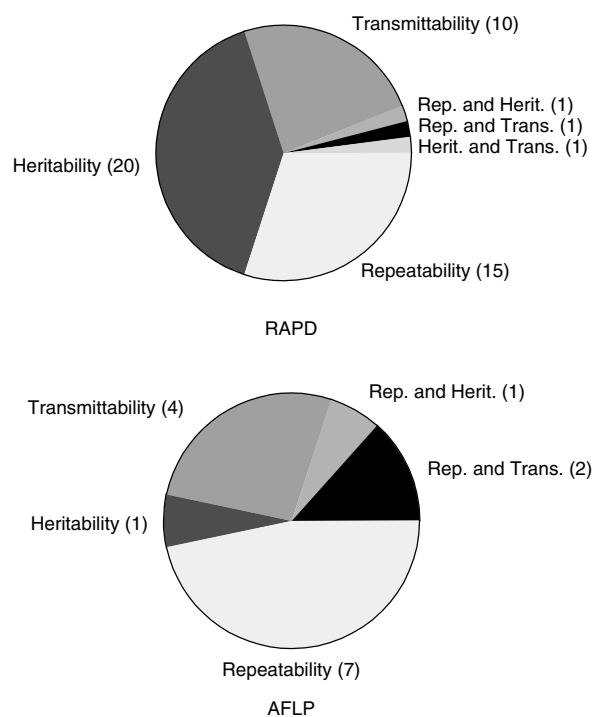 Transmittability (10)
Rep. and Herit. (1)
Rep. and Trans. (1)
Herit. and Trans. (1)
Heritability (20)
Repeatability (15)
RAPD
Rep. and Herit. (1)
Transmittability (4)
Rep. and Trans. (2)
Heritability (1)
Repeatability (7)
AFLP